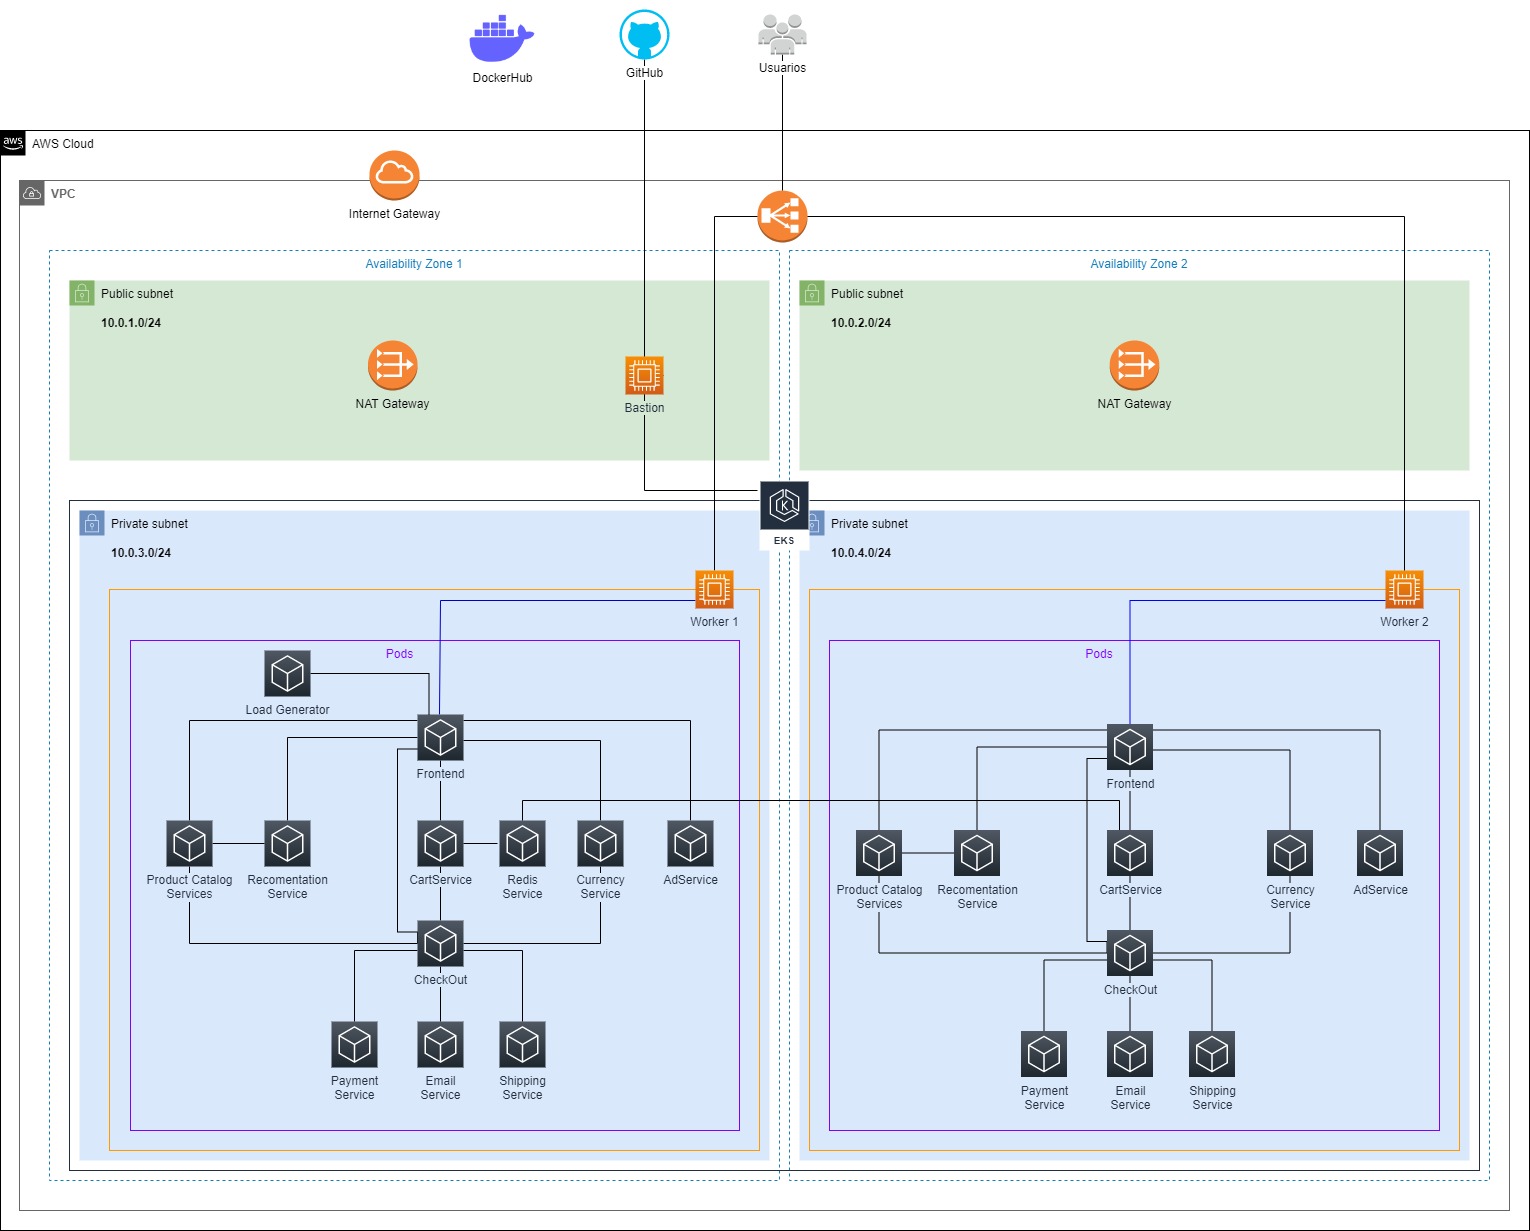 DockerHub
GitHub
Usuarios
aws
AWS Cloud
VPC
Internet Gateway
Availability Zone 1
Availability Zone 2
Public subnet
10.0.1.0/24
NAT Gateway
Bastion
Public subnet
10.0.2.0/24
NAT Gateway
K
EKS
Private subnet
10.0.3.0/24
Worker 1
Pods
Load Generator
Frontend
Product Catalog
Services
Recomentation
Service
CartService
Redis
Service
Currency
Service
AdService
CheckOut
Payment
Service
Email
Service
Shipping
Service
Private subnet
10.0.4.0/24
Worker 2
Pods
Frontend
Product Catalog
Services
Recomentation
Service
CartService
Currency
Service
AdService
CheckOut
Payment
Service
Email
Service
Shipping
Service